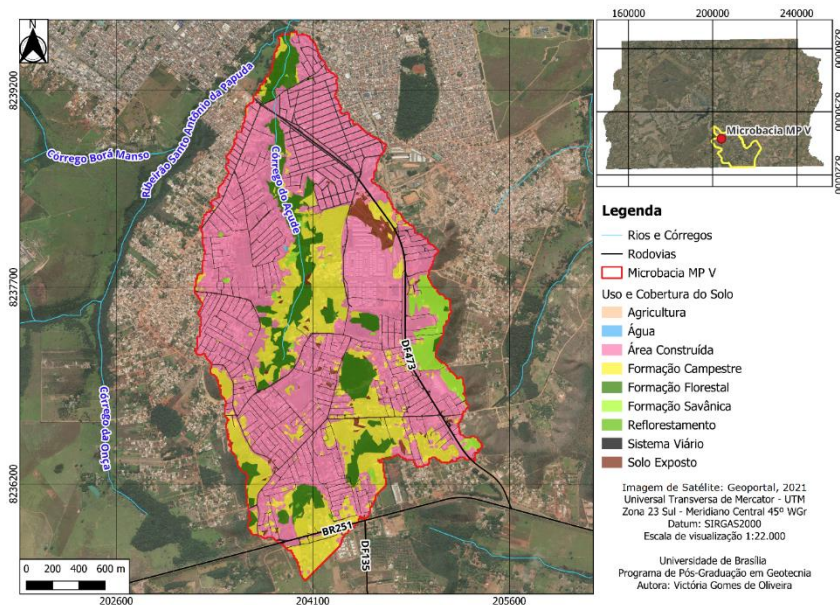 N
8239200
8237700
8236200
202600
204100
205600
0 200 400 600 m
Córrego Borá Manso
Ribeirão Santo Antônio da Papuda
Córrego do Açude
Córrego da Onça
DF473
BR251
DF135
160000
200000
240000
Microbacia MP V
Legenda
Rios e Córregos
Rodovias
Microbacia MP V
Uso e Cobertura do Solo
Agricultura
Água
Área Construída
Formação Campestre
Formação Florestal
Formação Savânica
Reflorestamento
Sistema Viário
Solo Exposto
Imagem de Satélite: Geoportal, 2021
Universal Transversa de Mercator - UTM
Zona 23 Sul - Meridiano Central 45º WGr
Datum: SIRGAS2000
Escala de visualização 1:22.000
Universidade de Brasília
Programa de Pós-Graduação em Geotecnia
Autora: Victória Gomes de Oliveira